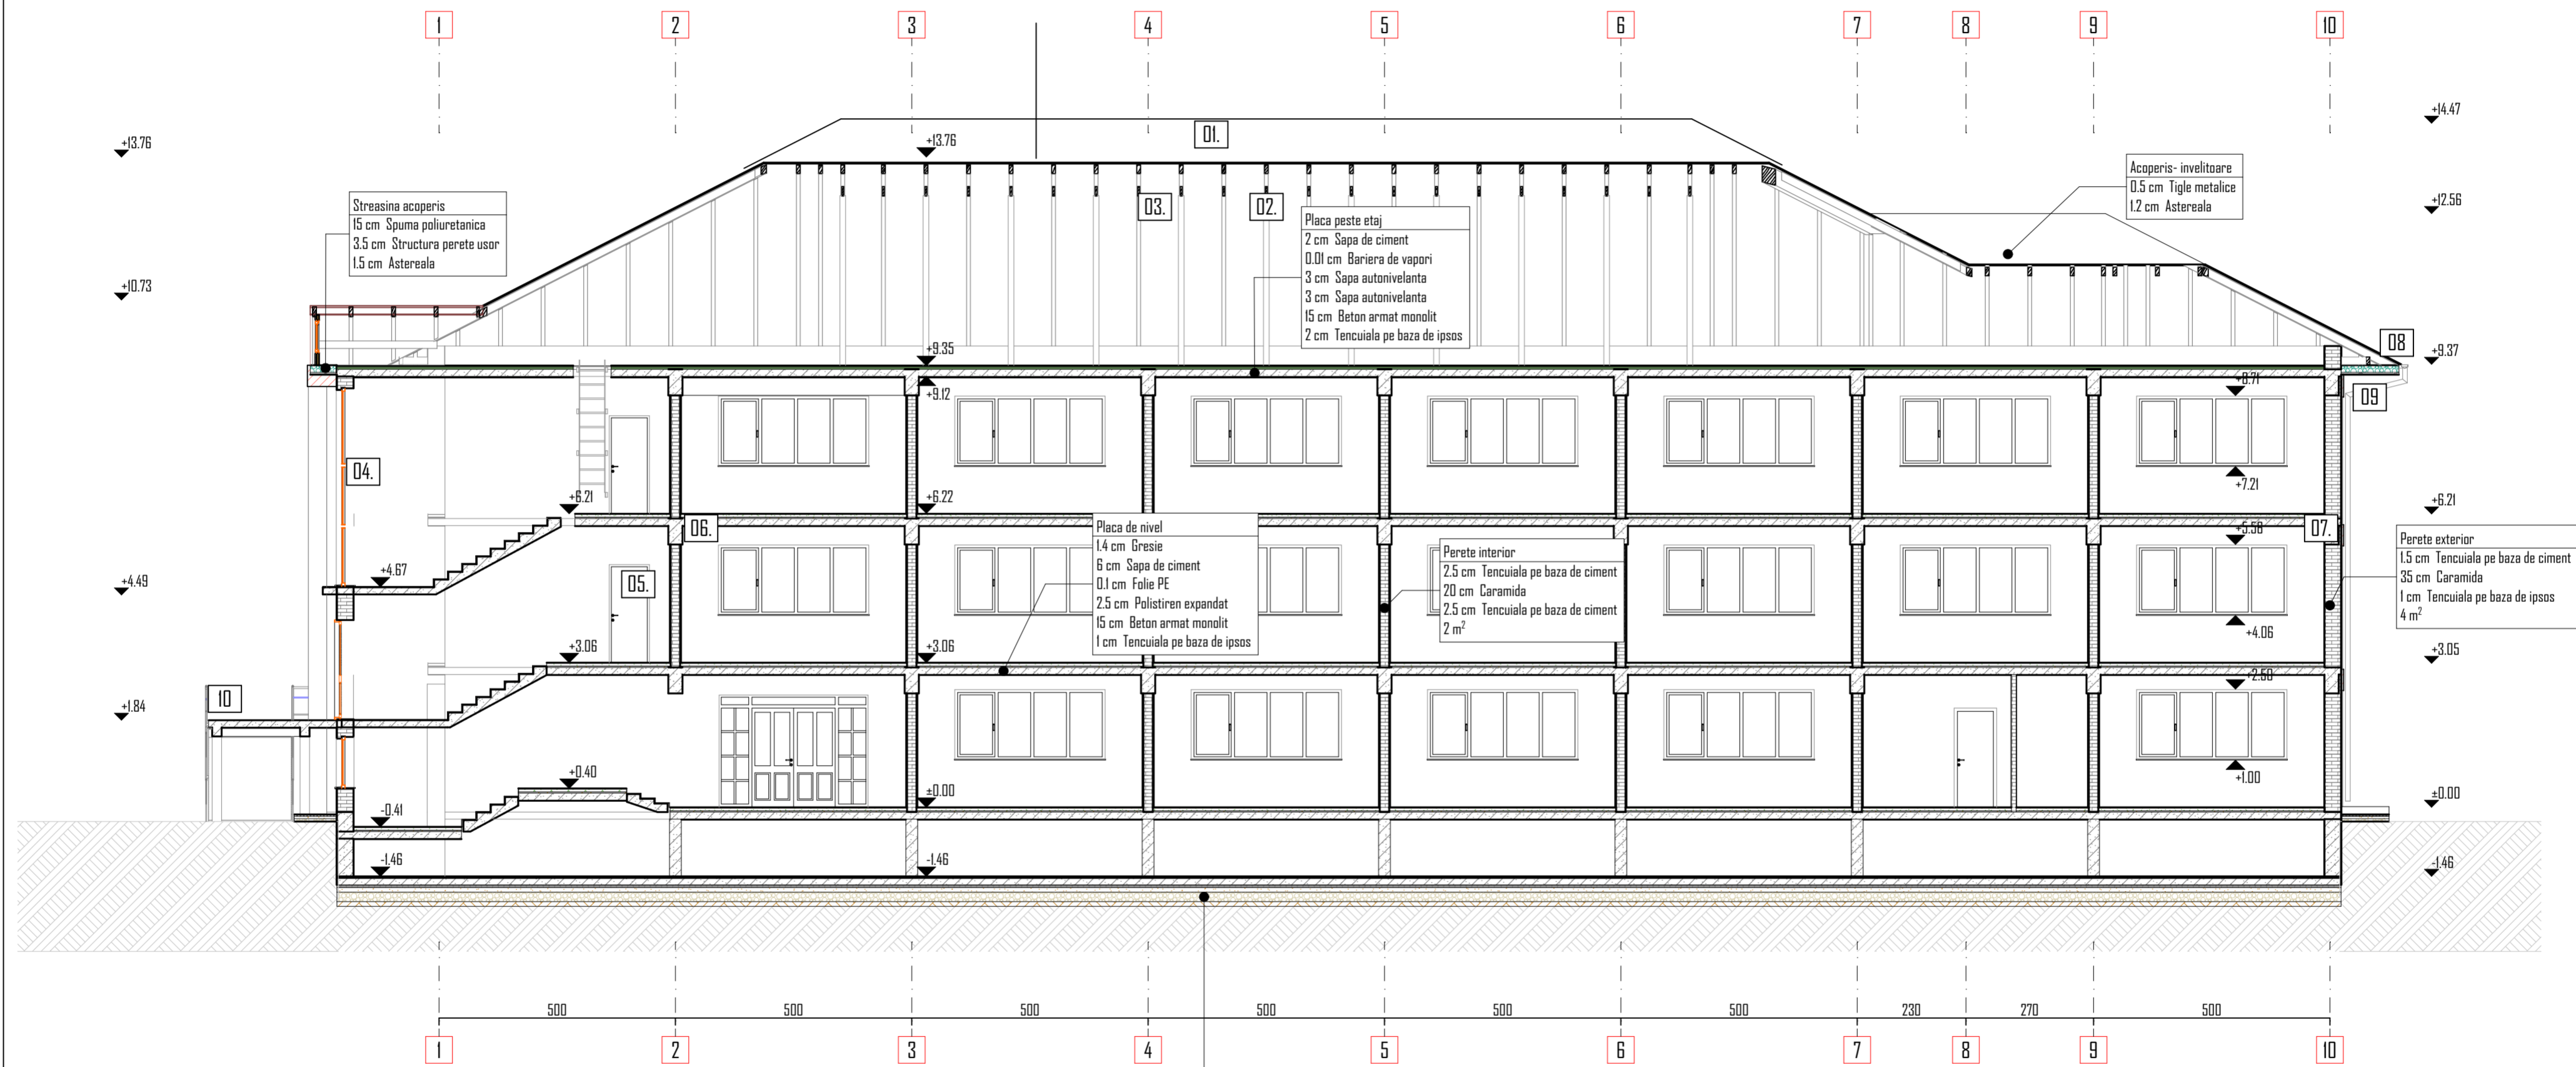 1 2 3 4 5 6 7 8 9 10
+14.47
01.
+13.76
+13.76
Acoperis- invelitoare
0.5 cm Tigle metalice
1.2 cm Astereala
Streasina acoperis
15 cm Spuma poliuretanica
3.5 cm Structura perete usor
1.5 cm Astereala
03.
02.
+12.56
Placa peste etaj
2 cm Sapa de ciment
0.01 cm Bariera de vapori
3 cm Sapa autonivelanta
3 cm Sapa autonivelanta
15 cm Beton armat monolit
2 cm Tencuiala pe baza de ipsos
+10.73
08
+9.35
+9.37
+9.12
+8.71
09
04.
+7.21
+6.21
+6.22
+6.21
06.
07.
+5.58
Placa de nivel
1.4 cm Gresie
6 cm Sapa de ciment
0.1 cm Folie PE
2.5 cm Polistiren expandat
15 cm Beton armat monolit
1 cm Tencuiala pe baza de ipsos
Perete interior
2.5 cm Tencuiala pe baza de ciment
20 cm Caramida
2.5 cm Tencuiala pe baza de ciment
2 m²
Perete exterior
1.5 cm Tencuiala pe baza de ciment
35 cm Caramida
1 cm Tencuiala pe baza de ipsos
4 m²
+4.49
+4.67
05.
+4.06
+3.06
+3.06
+3.05
+2.50
10
+1.84
+0.40
+1.00
±0.00
±0.00
-0.41
-1.46
-1.46
-1.46
500 500 500 500 500 500 230 270 500
1 2 3 4 5 6 7 8 9 10